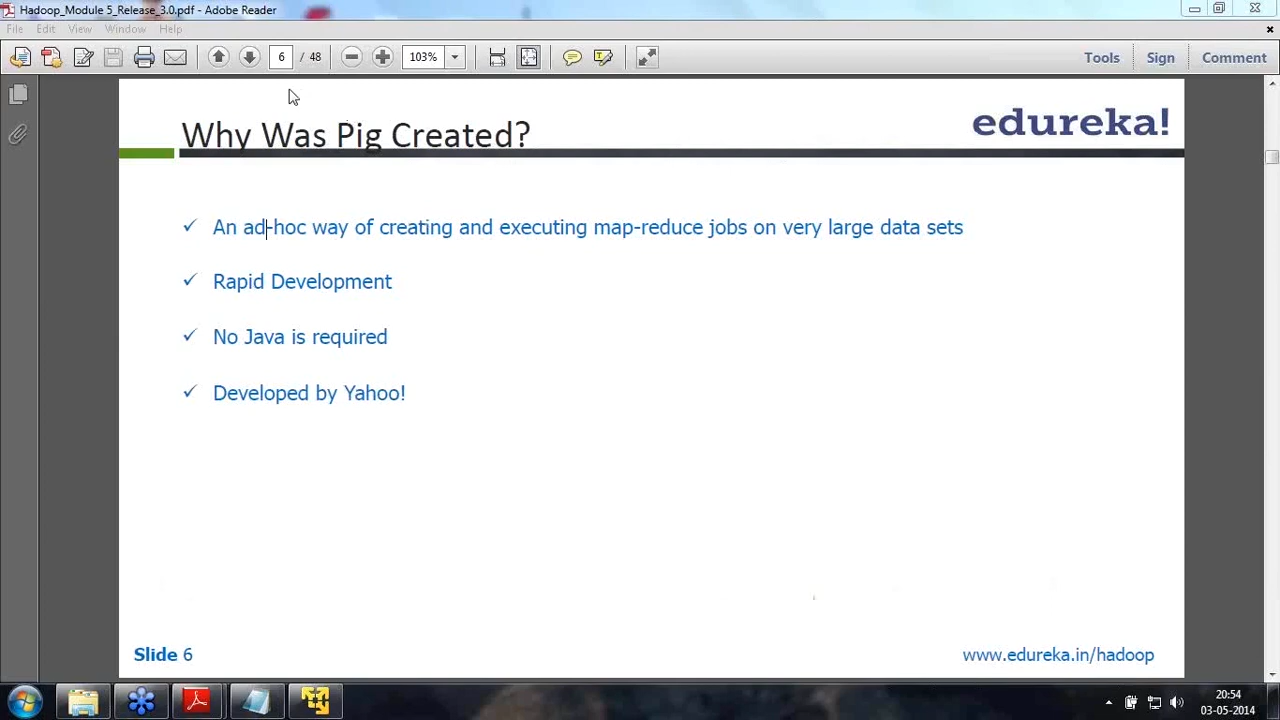 Hadoop_Module 5_Release_3.0.pdf - Adobe Reader
File Edit View Window Help
6 / 48 103% Tools Sign Comment
Why Was Pig Created?
edureka!
An ad-hoc way of creating and executing map-reduce jobs on very large data sets
Rapid Development
No Java is required
Developed by Yahoo!
Slide 6
www.edureka.in/hadoop
20:54
03-05-2014